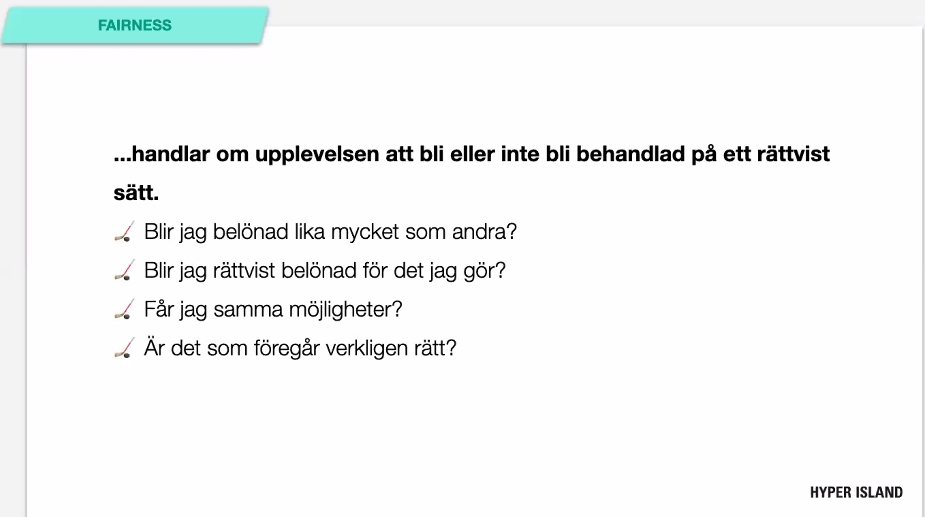 FAIRNESS
...handlar om upplevelsen att bli eller inte bli behandlad på ett rättvist
sätt.
Blir jag belönad lika mycket som andra?
Blir jag rättvist belönad för det jag gör?
Får jag samma möjligheter?
Är det som föregår verkligen rätt?
HYPER ISLAND